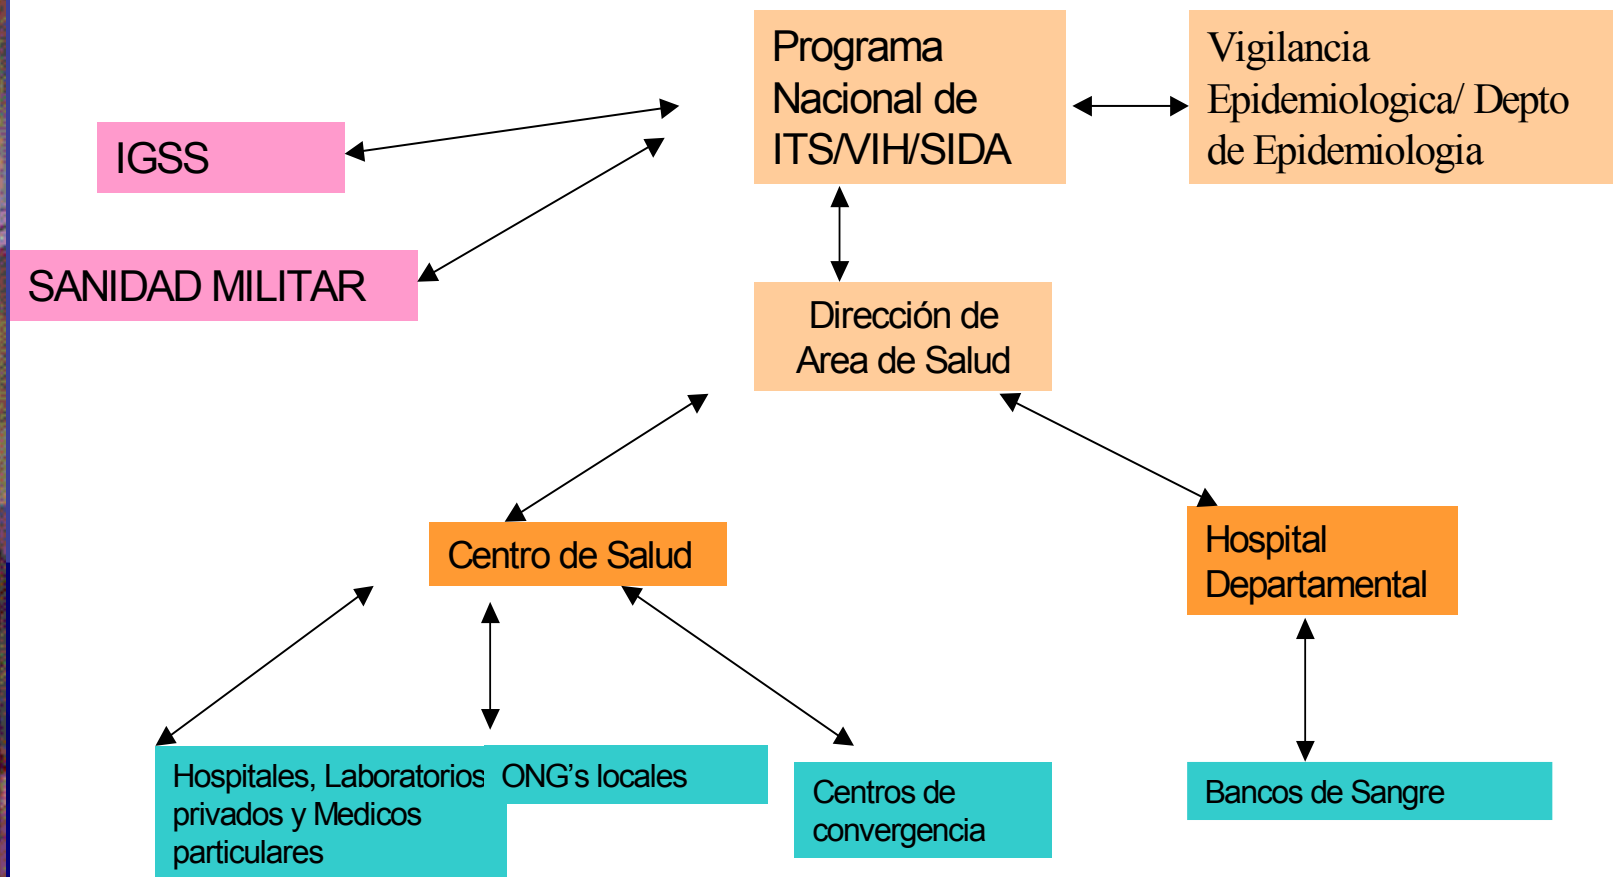 Programa
Nacional de
ITS/VIH/SIDA
Vigilancia
Epidemiologica/ Depto
de Epidemiologia
IGSS
SANIDAD MILITAR
Dirección de
Area de Salud
Centro de Salud
Hospital
Departamental
Hospitales, Laboratorios
privados y Medicos
particulares
ONG’s locales
Centros de
convergencia
Bancos de Sangre